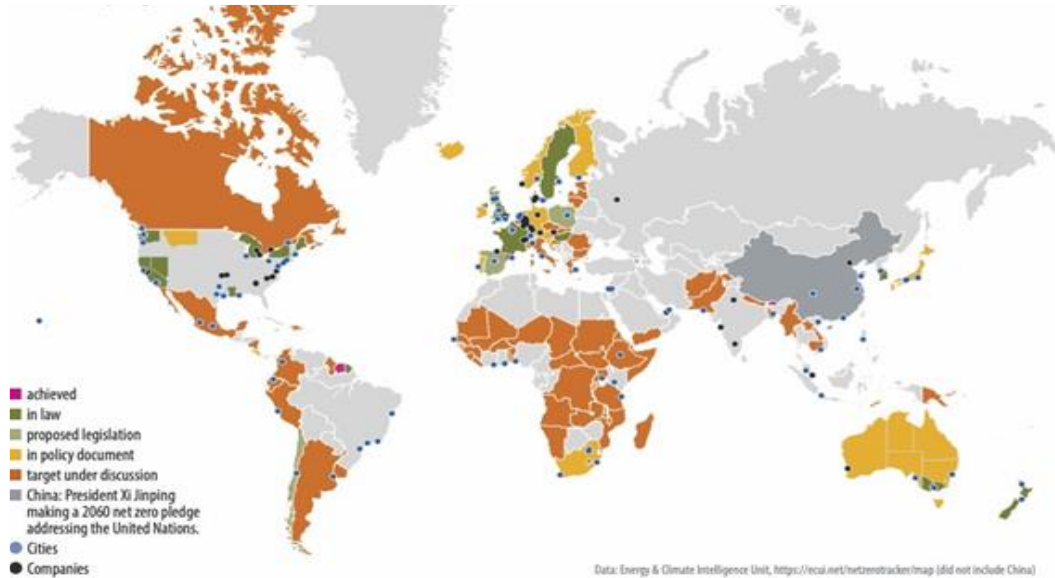 achieved
in law
proposed legislation
in policy document
target under discussion
China: President Xi Jinping
making a 2060 net zero pledge
addressing the United Nations.
Cities
Companies
Data: Energy & Climate Intelligence Unit, https://eciu.net/netzerotracker/map (did not include China)